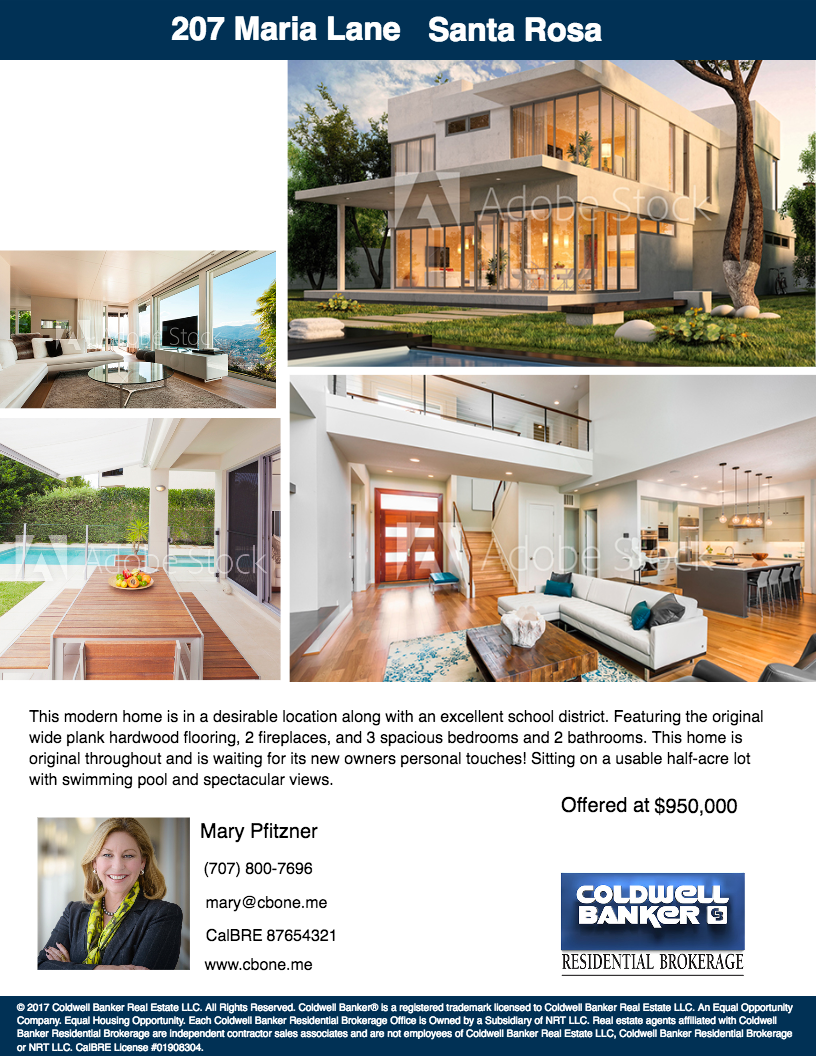 207 Maria Lane Santa Rosa
Adobe Stock
Adobe Stock
Adobe Stock
Adobe Stock
This modern home is in a desirable location along with an excellent school district. Featuring the original
wide plank hardwood flooring, 2 fireplaces, and 3 spacious bedrooms and 2 bathrooms. This home is
original throughout and is waiting for its new owners personal touches! Sitting on a usable half-acre lot
with swimming pool and spectacular views.
Offered at $950,000
Mary Pfitzner
(707) 800-7696
mary@cbone.me
CalBRE 87654321
www.cbone.me
COLDWELL
BANKER
RESIDENTIAL BROKERAGE
© 2017 Coldwell Banker Real Estate LLC. All Rights Reserved. Coldwell Banker® is a registered trademark licensed to Coldwell Banker Real Estate LLC. An Equal Opportunity
Company. Equal Housing Opportunity. Each Coldwell Banker Residential Brokerage Office is Owned by a Subsidiary of NRT LLC. Real estate agents affiliated with Coldwell
Banker Residential Brokerage are independent contractor sales associates and are not employees of Coldwell Banker Real Estate LLC, Coldwell Banker Residential Brokerage
or NRT LLC. CalBRE License #01908304.